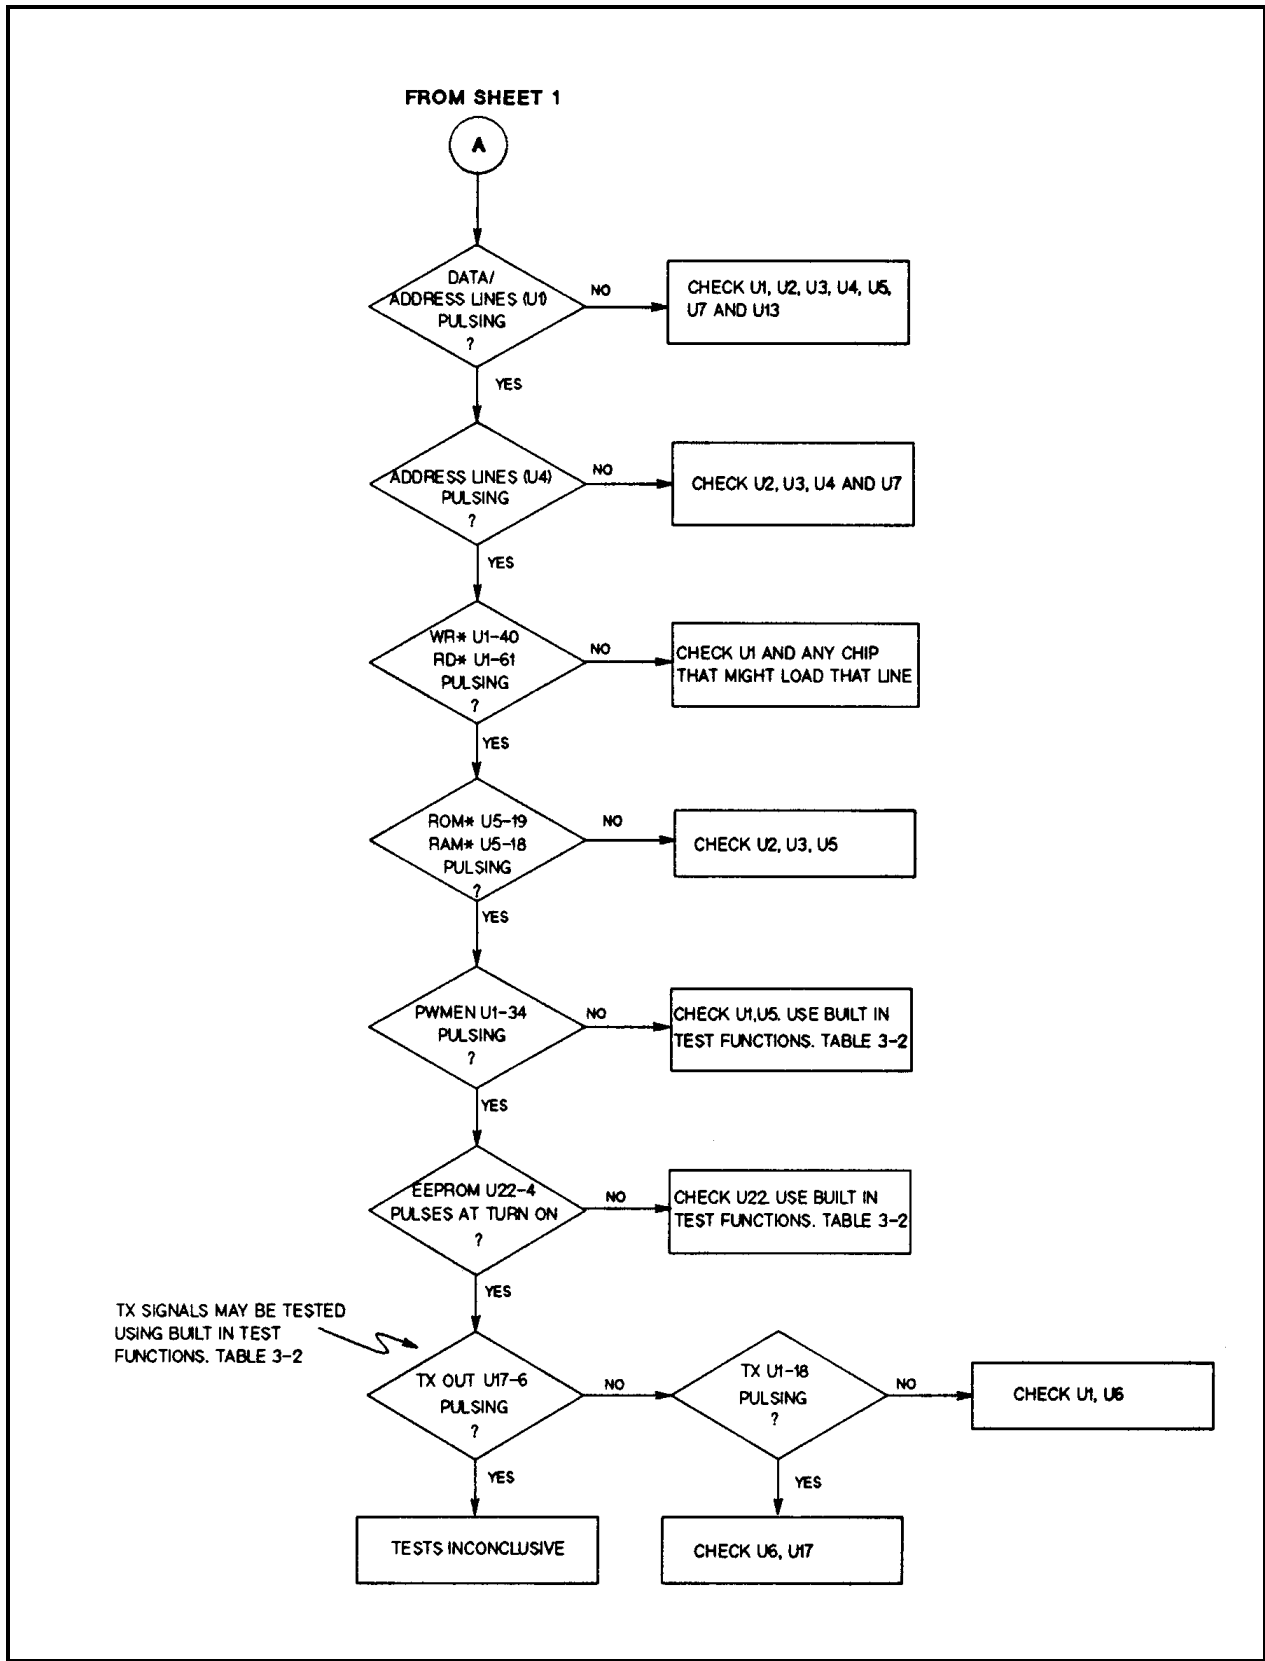 FROM SHEET 1
A
DATA/
ADDRESS LINES (U1)
PULSING
?
NO
CHECK U1, U2, U3, U4, U5,
U7 AND U13
YES
ADDRESS LINES (U4)
PULSING
?
NO
CHECK U2, U3, U4 AND U7
YES
WR* U1-40
RD* U1-61
PULSING
?
NO
CHECK U1 AND ANY CHIP
THAT MIGHT LOAD THAT LINE
YES
ROM* U5-19
RAM* U5-18
PULSING
?
NO
CHECK U2, U3, U5
YES
PWMEN U1-34
PULSING
?
NO
CHECK U1,U5. USE BUILT IN
TEST FUNCTIONS. TABLE 3-2
YES
EEPROM U22-4
PULSES AT TURN ON
?
NO
CHECK U22. USE BUILT IN
TEST FUNCTIONS. TABLE 3-2
YES
TX SIGNALS MAY BE TESTED
USING BUILT IN TEST
FUNCTIONS. TABLE 3-2
TX OUT U17-6
PULSING
?
NO
TX U1-18
PULSING
?
NO
CHECK U1, U6
YES
YES
TESTS INCONCLUSIVE
CHECK U6, U17